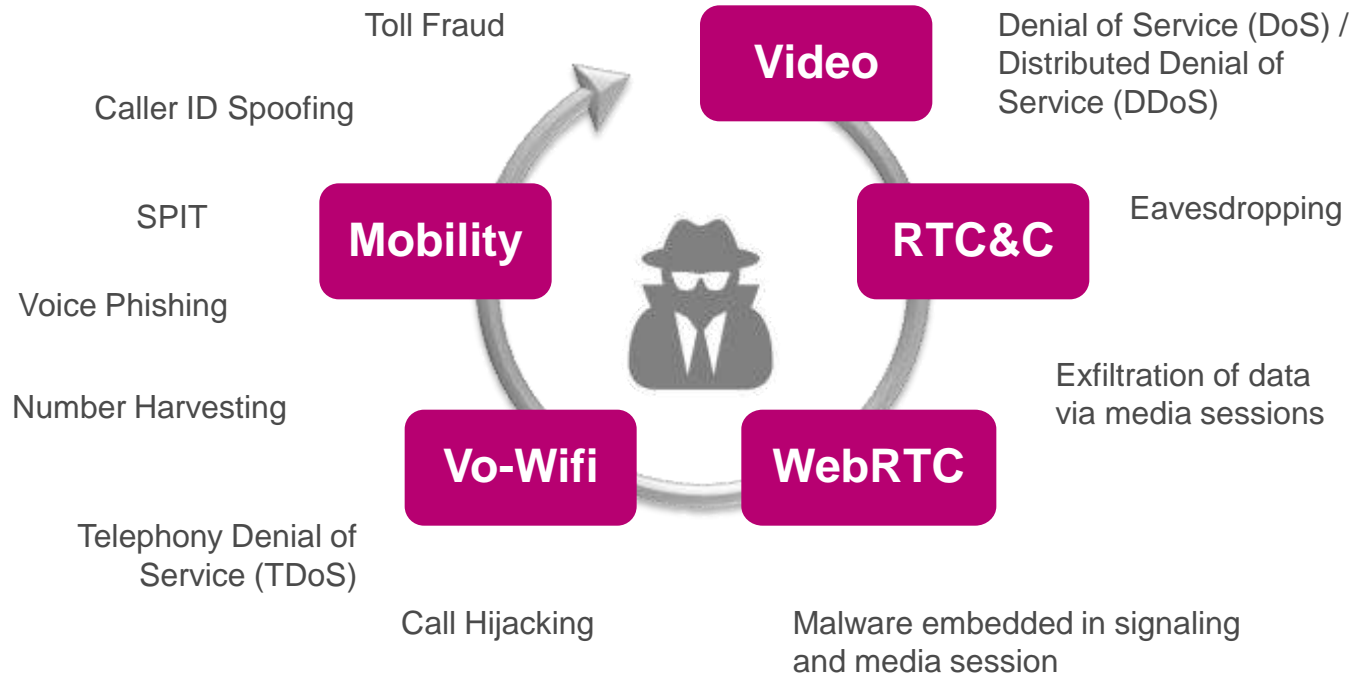 Toll Fraud
Video
Denial of Service (DoS) /
Distributed Denial of
Service (DDoS)
Caller ID Spoofing
SPIT
Mobility
RTC&C
Eavesdropping
Voice Phishing
Number Harvesting
Exfiltration of data
via media sessions
Vo-Wifi
WebRTC
Telephony Denial of
Service (TDoS)
Call Hijacking
Malware embedded in signaling
and media session